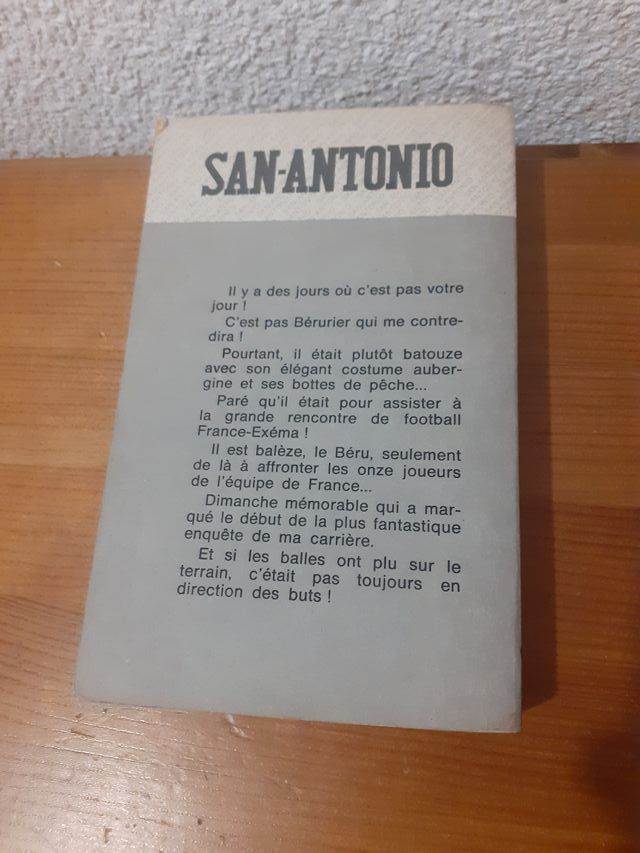 SAN-ANTONIO
Il y a des jours où c'est pas votre
jour !
C'est pas Bérurier qui me contre-
dira !
Pourtant, il était plutôt batouze
avec son élégant costume auber-
gine et ses bottes de pêche...
Paré qu'il était pour assister à
la grande rencontre de football
France-Exéma !
Il est balèze, le Béru, seulement
de là à affronter les onze joueurs
de l'équipe de France...
Dimanche mémorable qui a mar-
qué le début de la plus fantastique
enquête de ma carrière.
Et si les balles ont plu sur le
terrain, c'était pas toujours en
direction des buts !